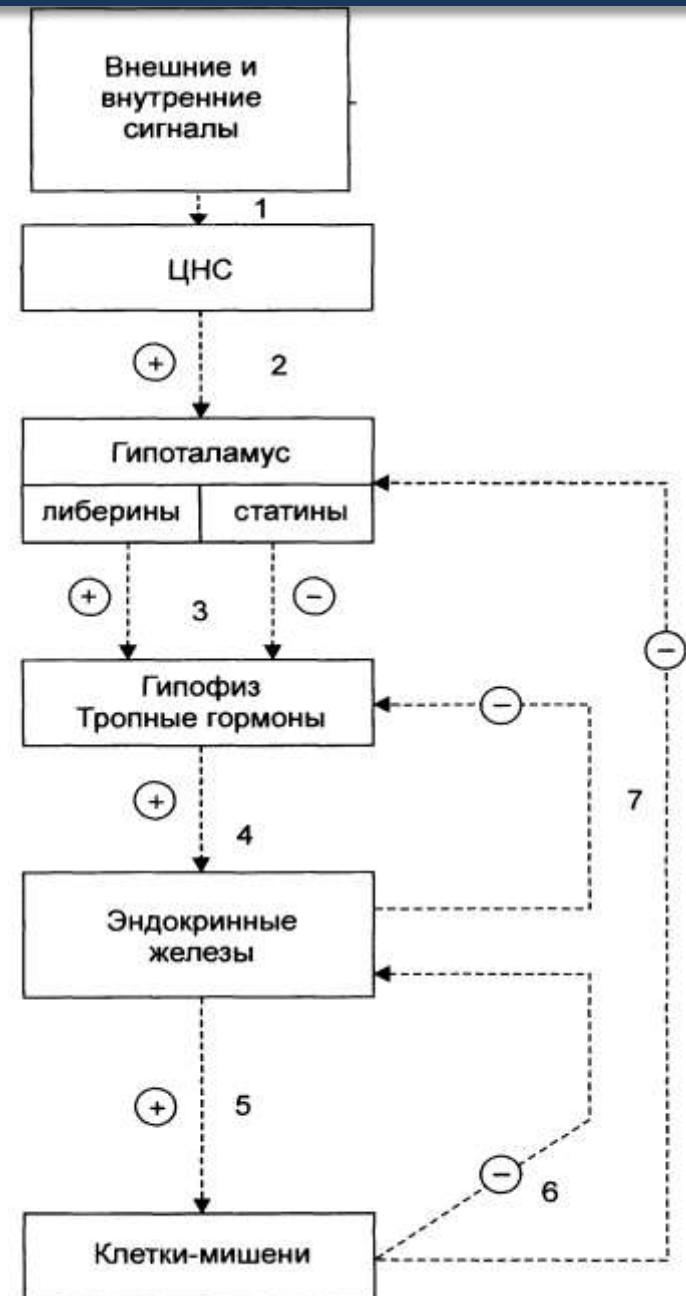 Внешние и
внутренние
сигналы
1
ЦНС
+
2
Гипоталамус
либерины
статины
+
3
−
−
Гипофиз
Тропные гормоны
−
+
4
7
Эндокринные
железы
+
5
−
6
Клетки-мишени